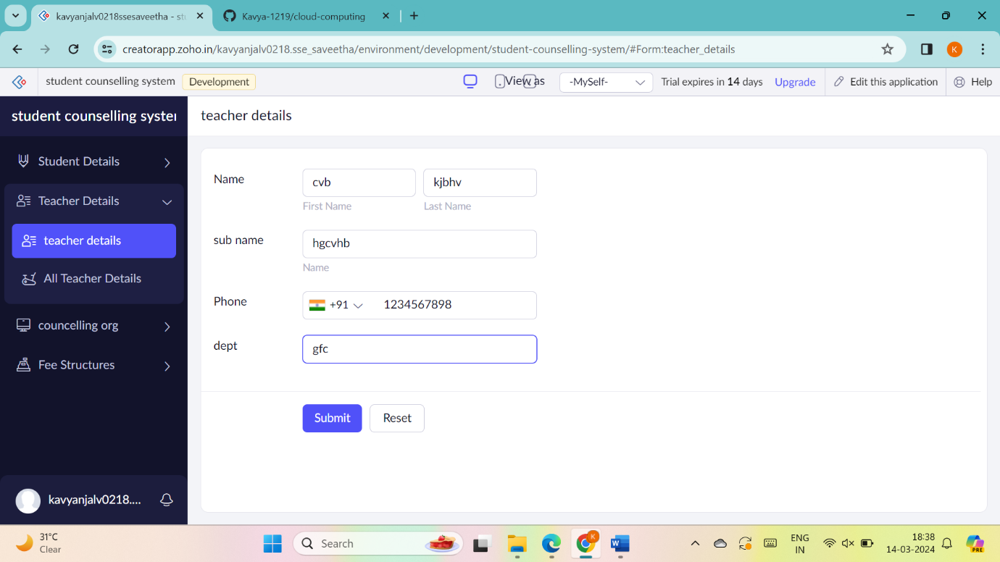 kavyanjalv0218ssesaveetha - stu
Kavya-1219/cloud-computing
creatorapp.zoho.in/kavyanjalv0218.sse_saveetha/environment/development/student-counselling-system/#Form:teacher_details
K
student counselling system
Development
View as
-MySelf-
Trial expires in 14 days
Upgrade
Edit this application
Help
student counselling system
teacher details
Student Details
Teacher Details
teacher details
All Teacher Details
councelling org
Fee Structures
kavyanjalv0218....
Name
cvb
kjbhv
First Name
Last Name
sub name
hgcvhb
Name
Phone
+91
1234567898
dept
gfc
Submit
Reset
31°C
Clear
Search
K
W
ENG
IN
18:38
14-03-2024
PRE